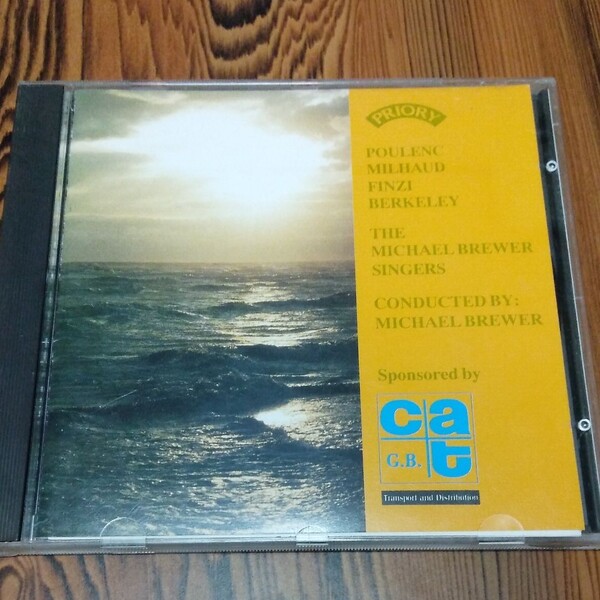 PRIORY
POULENC
MILHAUD
FINZI
BERKELEY
THE
MICHAEL BREWER
SINGERS
CONDUCTED BY:
MICHAEL BREWER
Sponsored by
ca
G.B. t
Transport and Distribution